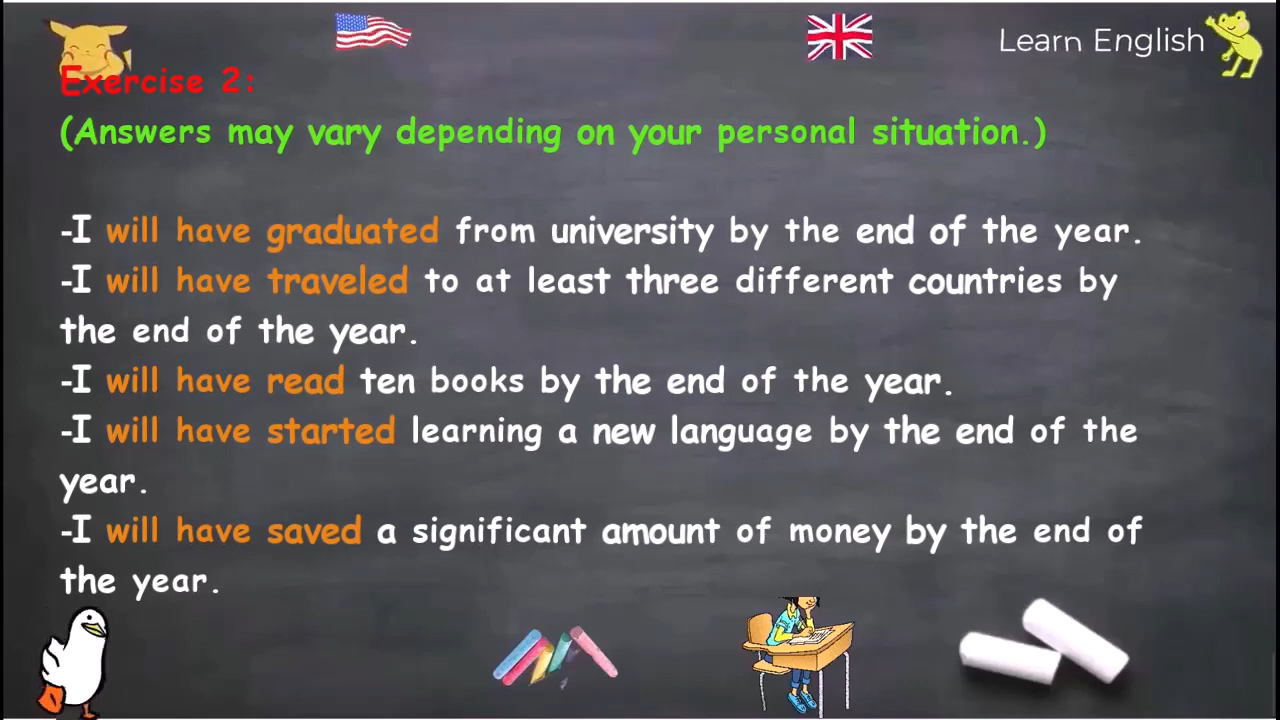 Learn English
Exercise 2:
(Answers may vary depending on your personal situation.)
-I will have graduated from university by the end of the year.
-I will have traveled to at least three different countries by
the end of the year.
-I will have read ten books by the end of the year.
-I will have started learning a new language by the end of the
year.
-I will have saved a significant amount of money by the end of
the year.